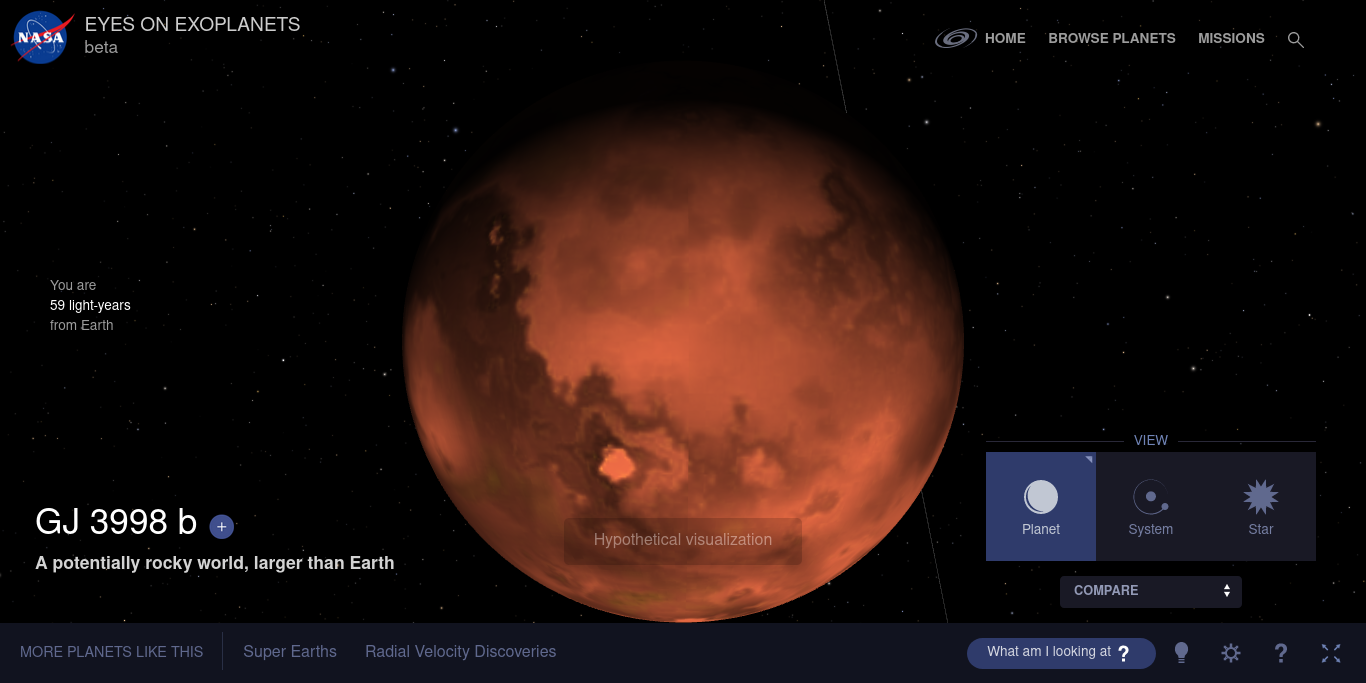 NASA
EYES ON EXOPLANETS
beta
HOME
BROWSE PLANETS
MISSIONS
You are
59 light-years
from Earth
VIEW
Planet
System
Star
GJ 3998 b +
A potentially rocky world, larger than Earth
Hypothetical visualization
COMPARE
MORE PLANETS LIKE THIS
Super Earths
Radial Velocity Discoveries
What am I looking at ?
?